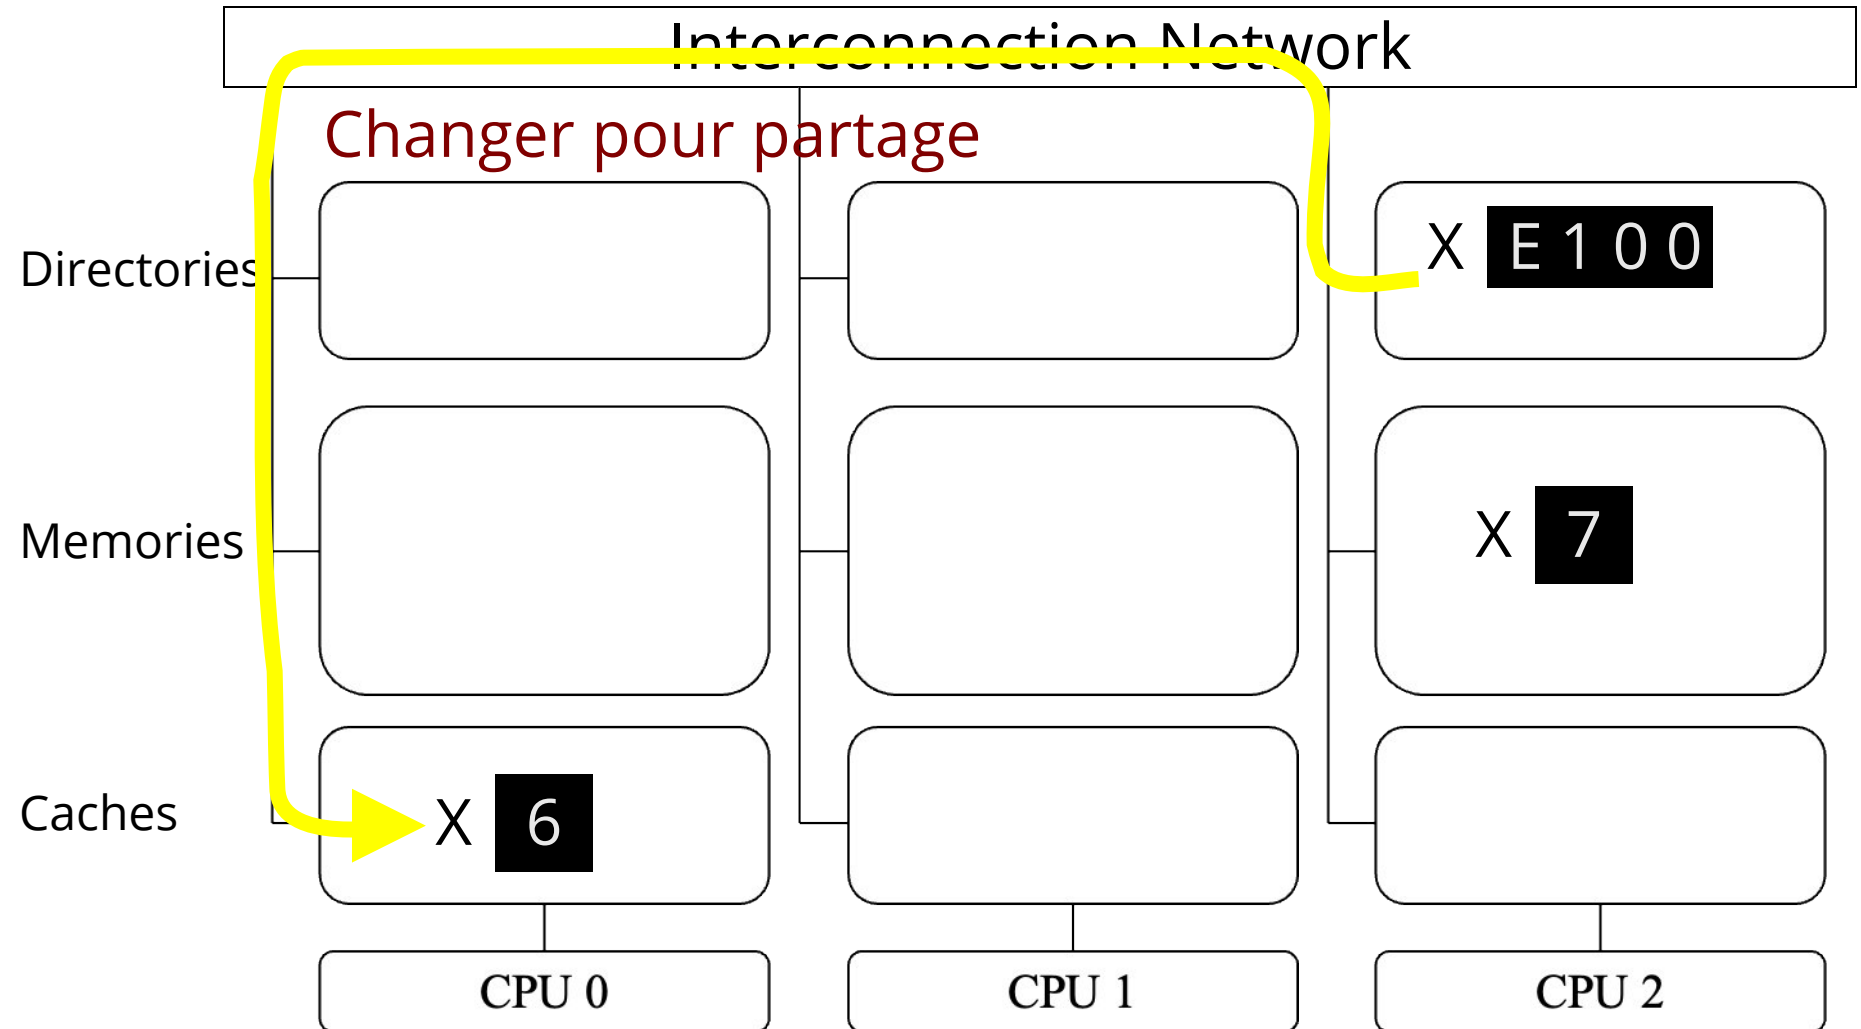 Interconnection Network
Changer pour partage
Directories
X E 1 0 0
Memories
X 7
Caches
X 6
CPU 0
CPU 1
CPU 2